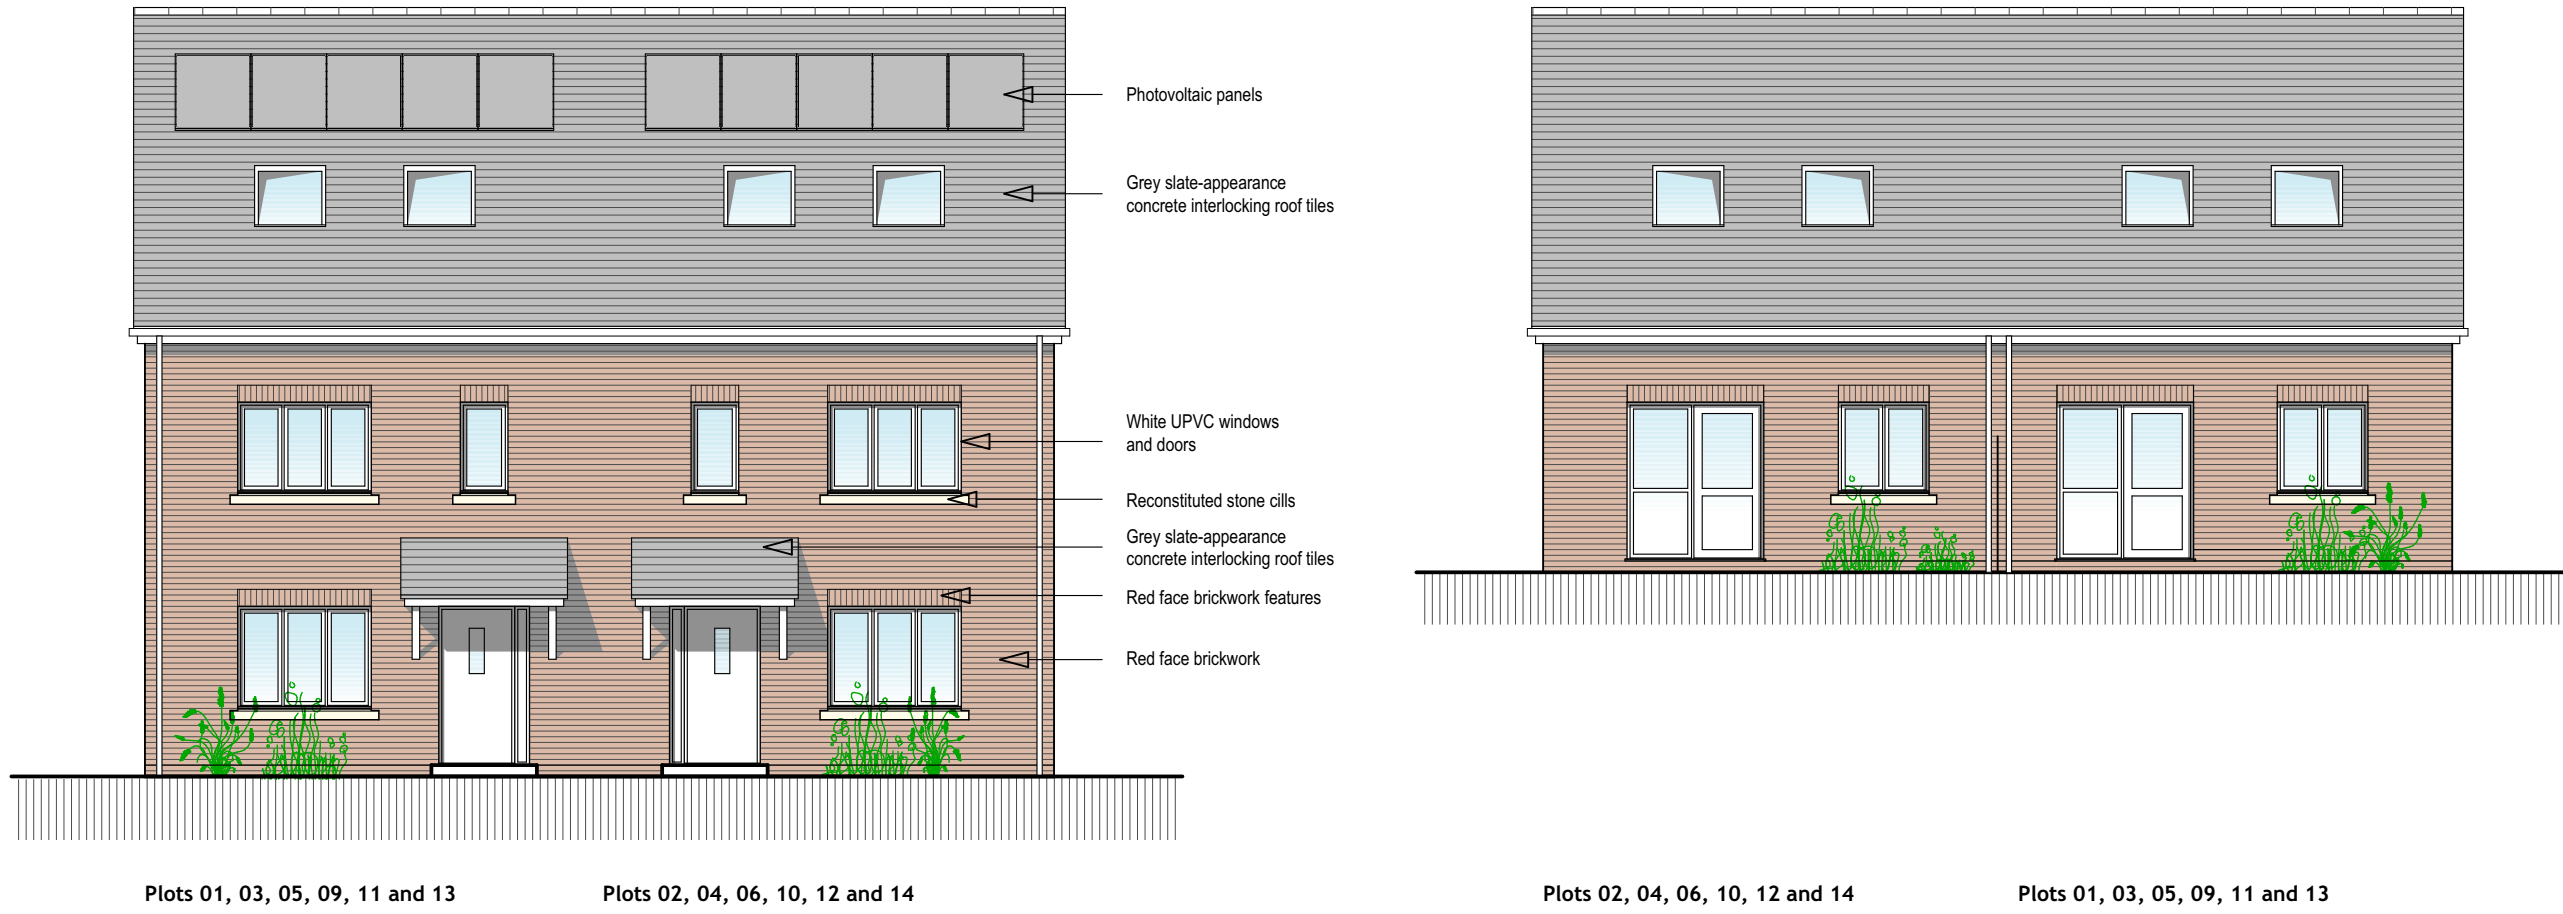 Photovoltaic panels
Grey slate-appearance
concrete interlocking roof tiles
White UPVC windows
and doors
Reconstituted stone cills
Grey slate-appearance
concrete interlocking roof tiles
Red face brickwork features
Red face brickwork
Plots 01, 03, 05, 09, 11 and 13
Plots 02, 04, 06, 10, 12 and 14
Plots 02, 04, 06, 10, 12 and 14
Plots 01, 03, 05, 09, 11 and 13